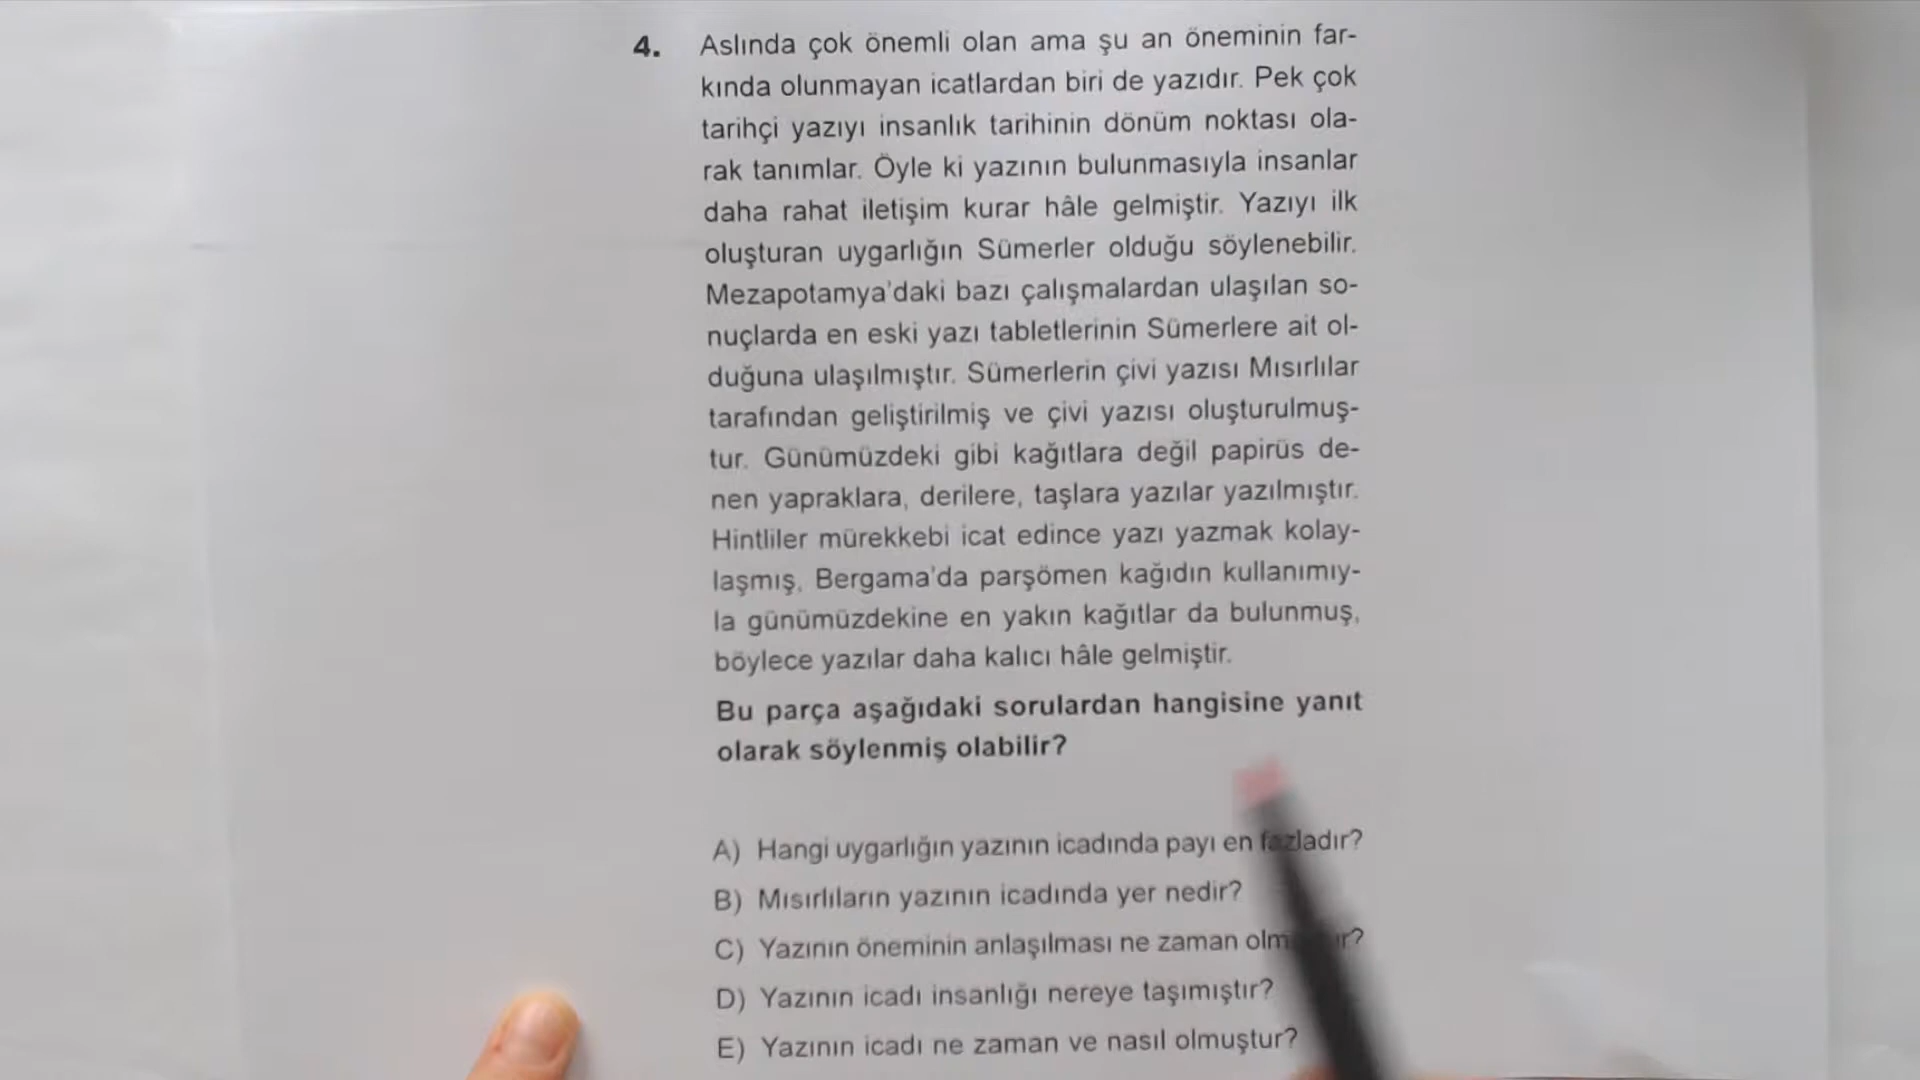 4. Aslında çok önemli olan ama şu an öneminin far-
kında olunmayan icatlardan biri de yazıdır. Pek çok
tarihçi yazıyı insanlık tarihinin dönüm noktası ola-
rak tanımlar. Öyle ki yazının bulunmasıyla insanlar
daha rahat iletişim kurar hâle gelmiştir. Yazıyı ilk
oluşturan uygarlığın Sümerler olduğu söylenebilir.
Mezapotamya'daki bazı çalışmalardan ulaşılan so-
nuçlarda en eski yazı tabletlerinin Sümerlere ait ol-
duğuna ulaşılmıştır. Sümerlerin çivi yazısı Mısırlılar
tarafından geliştirilmiş ve çivi yazısı oluşturulmuş-
tur. Günümüzdeki gibi kağıtlara değil papirüs de-
nen yapraklara, derilere, taşlara yazılar yazılmıştır.
Hintliler mürekkebi icat edince yazı yazmak kolay-
laşmış, Bergama'da parşömen kağıdın kullanımıy-
la günümüzdekine en yakın kağıtlar da bulunmuş,
böylece yazılar daha kalıcı hâle gelmiştir.
Bu parça aşağıdaki sorulardan hangisine yanıt
olarak söylenmiş olabilir?
A) Hangi uygarlığın yazının icadında payı en fazladır?
B) Mısırlıların yazının icadında yer nedir?
C) Yazının öneminin anlaşılması ne zaman
D) Yazının icadı insanlığı nereye taşımıştır?
E) Yazının icadı ne zaman ve nasıl olmuştur?